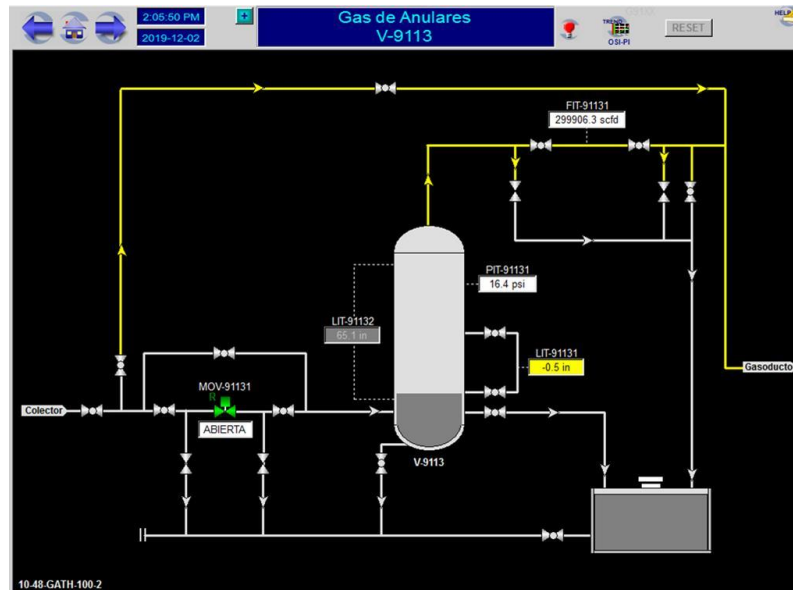 2:05:50 PM
2019-12-02
Gas de Anulares
V-9113
TREND
OSI-PI
RESET
HELP
FIT-91131
299906.3 scfd
PIT-91131
16.4 psi
LIT-91132
65.1 in
LIT-91131
-0.5 in
Gasoducto
MOV-91131
R
Colector
ABIERTA
V-9113
10-48-GATH-100-2